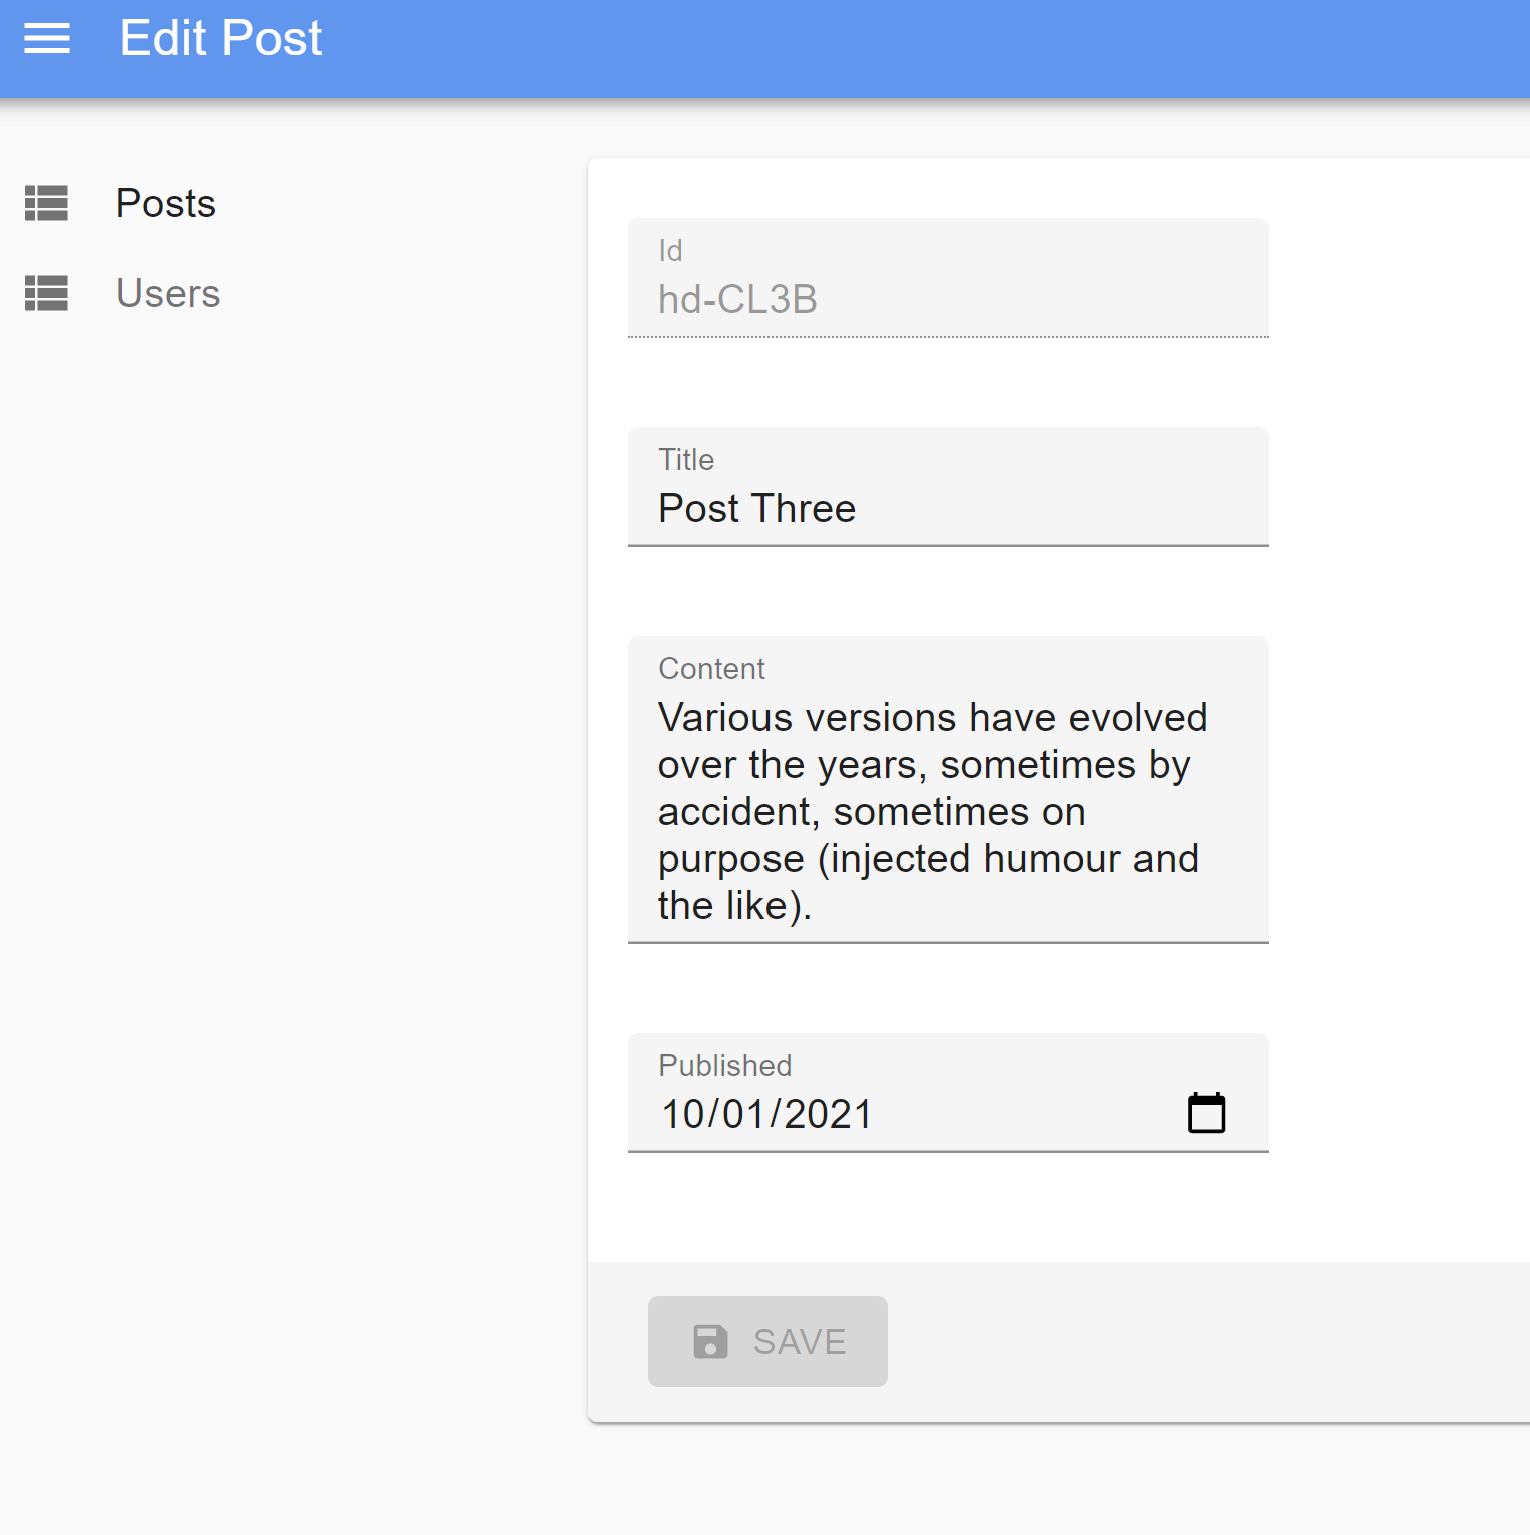 Edit Post
Posts
Users
Id
hd-CL3B
Title
Post Three
Content
Various versions have evolved
over the years, sometimes by
accident, sometimes on
purpose (injected humour and
the like).
Published
10/01/2021
SAVE